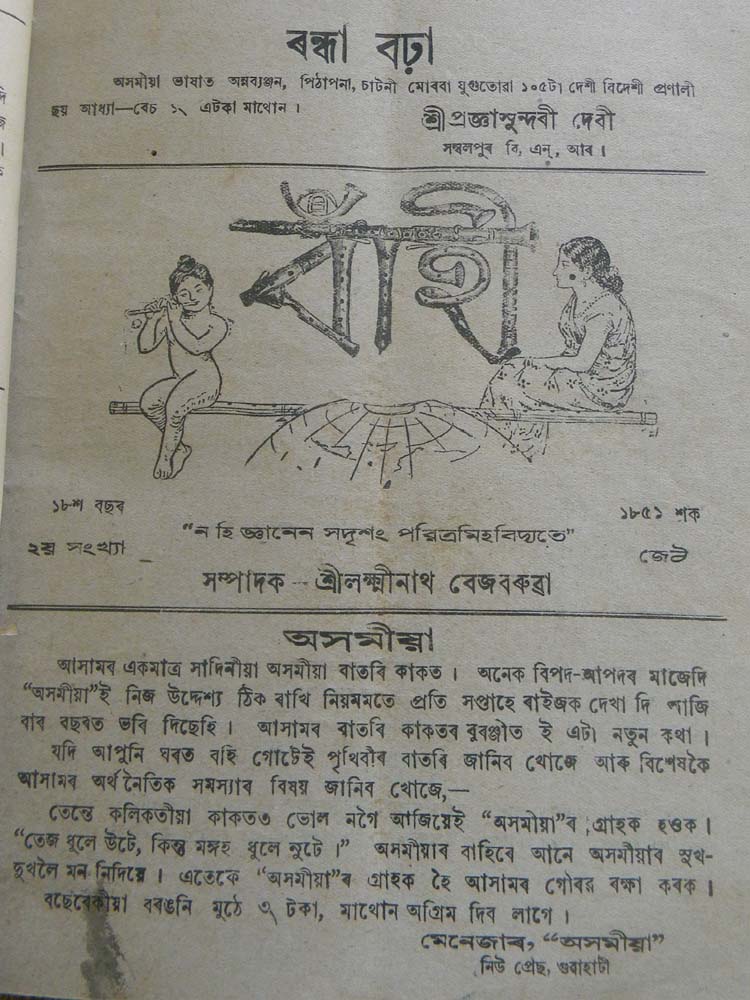 ৰন্ধা বঢ়া
অসমীয়া ভাষাত অন্নব্যঞ্জন, পিঠাপনা, চাটনী মোৰবা যুগুতোৱা ১০৫টা দেশী বিদেশী প্ৰণালী
ছয় আধ্যা—বেচ ১৲ এটকা মাথোন ।
শ্ৰীপ্ৰজ্ঞাসুন্দৰী দেবী
সম্বলপুৰ বি, এন্, আৰ ।
বাঁহী
১৮শ বছৰ
১৮৫১ শক
“ন হি জ্ঞানেন সদৃশং পৱিত্ৰমিহবিদ্যতে”
২য় সংখ্যা
জেঠ
সম্পাদক - শ্ৰীলক্ষ্মীনাথ বেজবৰুৱা
অসমীয়া
আসামৰ একমাত্ৰ সাদিনীয়া অসমীয়া বাতৰি কাকত । অনেক বিপদ-আপদৰ মাজেদি
“অসমীয়া”ই নিজ উদ্দেশ্য ঠিক ৰাখি নিয়মমতে প্ৰতি সপ্তাহে ৰাইজক দেখা দি আজি
বাৰ বছৰত ভৰি দিছেহি । আসামৰ বাতৰি কাকতৰ বুৰঞ্জীত ই এটা নতুন কথা ।
যদি আপুনি ঘৰত বহি গোটেই পৃথিবীৰ বাতৰি জানিব খোজে আৰু বিশেষকৈ
আসামৰ অৰ্থনৈতিক সমস্যাৰ বিষয় জানিব খোজে,—
তেন্তে কলিকতীয়া কাকতত ভোল নগৈ আজিয়েই “অসমীয়া”ৰ গ্ৰাহক হওক ।
“তেজ ধুলে উটে, কিন্তু মঙ্গহ ধুলে নুটে ।” অসমীয়াৰ বাহিৰে আনে অসমীয়াৰ সুখ-
দুখলৈ মন নিদিয়ে । এতেকে “অসমীয়া”ৰ গ্ৰাহক হৈ আসামৰ গৌৰৱ ৰক্ষা কৰক ।
বছেৰেকীয়া বৰঙনি মুঠে ৩৲ টকা, মাথোন অগ্ৰিম দিব লাগে ।
মেনেজাৰ, “অসমীয়া”
নিউ প্ৰেছ, গুৱাহাটী